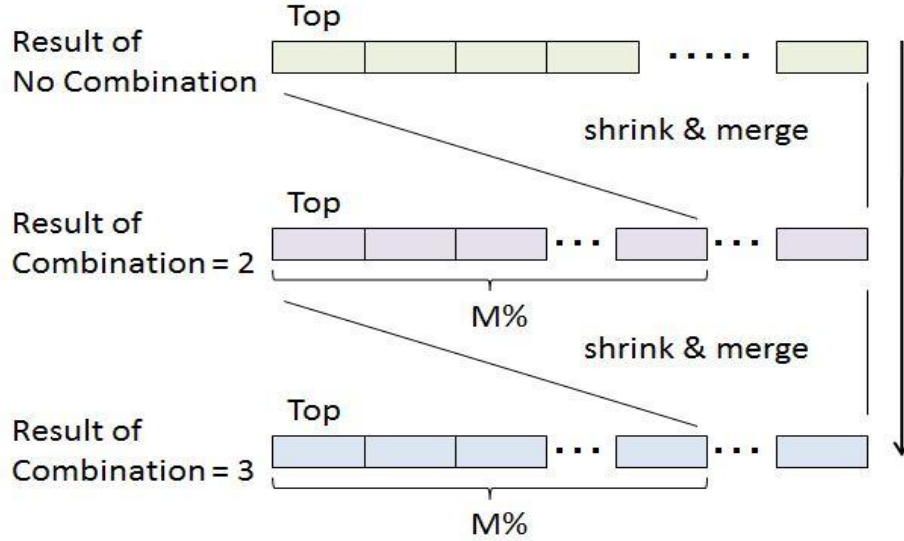 Top
Result of
No Combination
shrink & merge
Top
Result of
Combination = 2
M%
shrink & merge
Top
Result of
Combination = 3
M%